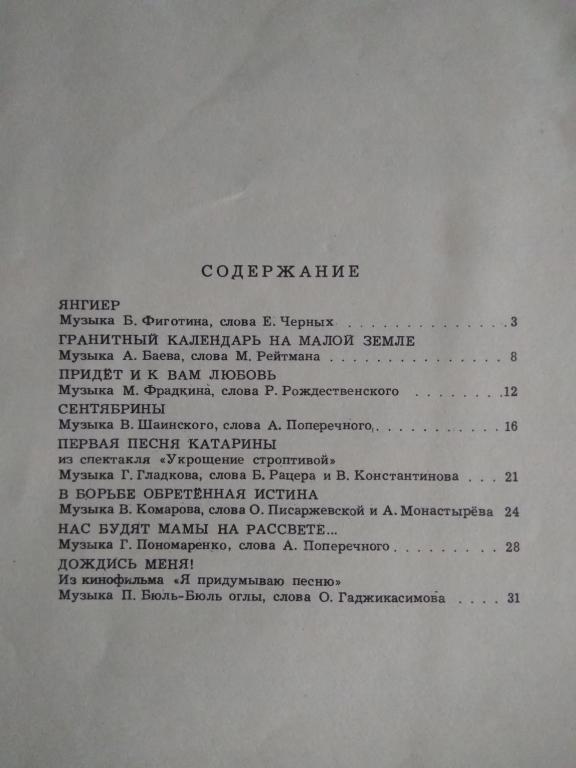 СОДЕРЖАНИЕ
ЯНГИЕР
Музыка Б. Фиготина, слова Е. Черных . . . . . . . . . . . . 3
ГРАНИТНЫЙ КАЛЕНДАРЬ НА МАЛОЙ ЗЕМЛЕ
Музыка А. Баева, слова М. Рейтмана . . . . . . . . . . . . 8
ПРИДЁТ И К ВАМ ЛЮБОВЬ
Музыка М. Фрадкина, слова Р. Рождественского . . . . . . . 12
СЕНТЯБРИНЫ
Музыка В. Шаинского, слова А. Поперечного . . . . . . . . . 16
ПЕРВАЯ ПЕСНЯ КАТАРИНЫ
из спектакля «Укрощение строптивой»
Музыка Г. Гладкова, слова Б. Рацера и В. Константинова . . . 21
В БОРЬБЕ ОБРЕТЁННАЯ ИСТИНА
Музыка В. Комарова, слова О. Писаржевской и А. Монастырёва 24
НАС БУДЯТ МАМЫ НА РАССВЕТЕ...
Музыка Г. Пономаренко, слова А. Поперечного . . . . . . . . 28
ДОЖДИСЬ МЕНЯ!
Из кинофильма «Я придумываю песню»
Музыка П. Бюль-Бюль оглы, слова О. Гаджикасимова . . . . 31